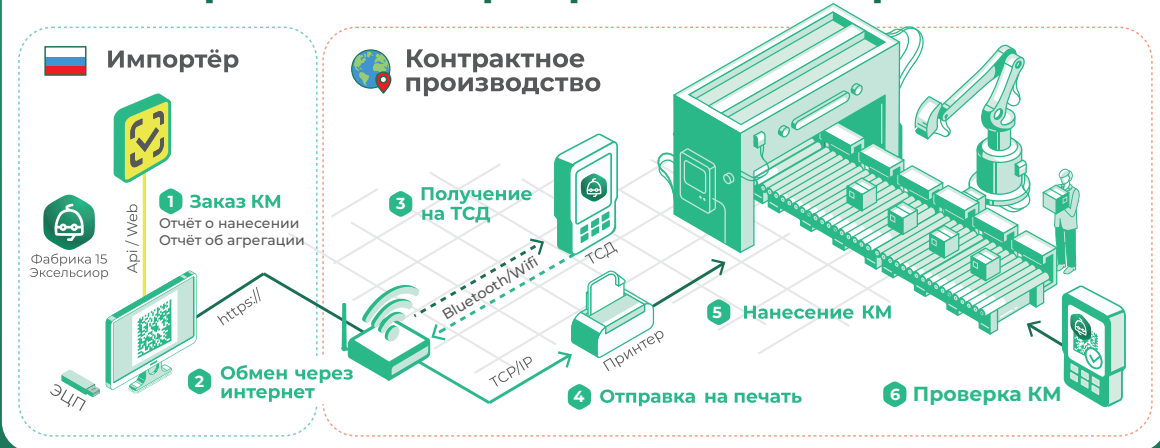 Импортёр
Контрактное
производство
1 Заказ КМ
Отчёт о нанесении
Отчёт об агрегации
Api / Web
Фабрика 15
Эксельсиор
https://
ЭЦП
2 Обмен через
интернет
3 Получение
на ТСД
ТСД
Bluetooth/Wifi
TCP/IP
Принтер
4 Отправка на печать
5 Нанесение КМ
6 Проверка КМ